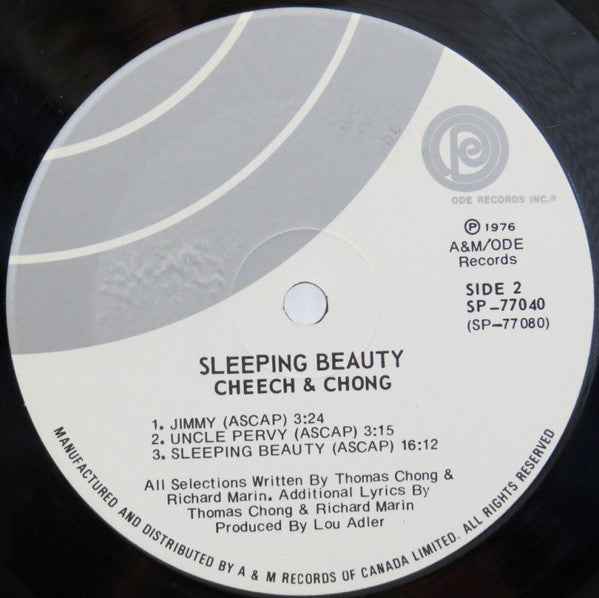 ODE RECORDS INC.®
℗ 1976
A&M/ODE
Records
SIDE 2
SP-77040
(SP-77080)
SLEEPING BEAUTY
CHEECH & CHONG
1. JIMMY (ASCAP) 3:24
2. UNCLE PERVY (ASCAP) 3:15
3. SLEEPING BEAUTY (ASCAP) 16:12
All Selections Written By Thomas Chong &
Richard Marin. Additional Lyrics By
Thomas Chong & Richard Marin
Produced By Lou Adler
MANUFACTURED AND DISTRIBUTED BY A & M RECORDS OF CANADA LIMITED. ALL RIGHTS RESERVED